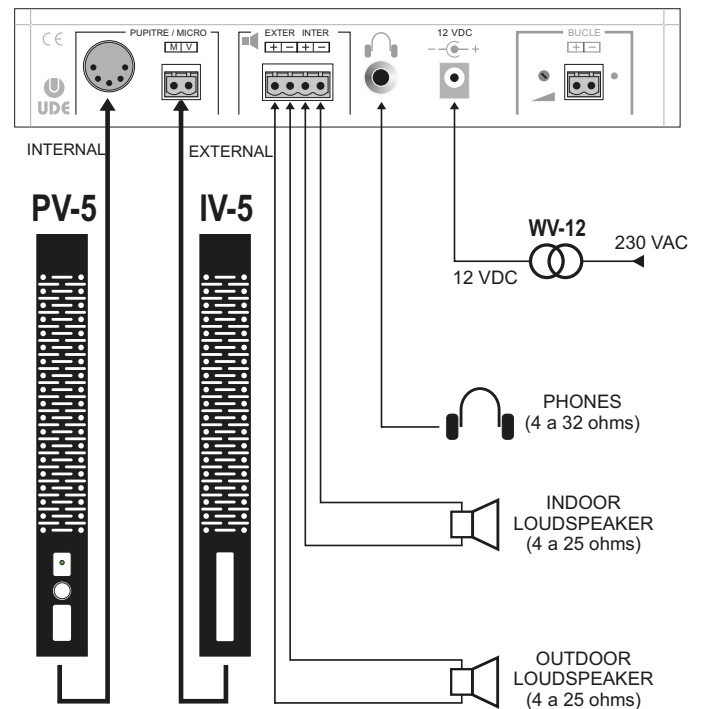 CE
PUPITRE / MICRO
M V
EXTER INTER
+ − + −
12 VDC
− +
BUCLE
+ −
UDE
INTERNAL
EXTERNAL
PV-5
IV-5
WV-12
230 VAC
12 VDC
PHONES
(4 a 32 ohms)
INDOOR
LOUDSPEAKER
(4 a 25 ohms)
OUTDOOR
LOUDSPEAKER
(4 a 25 ohms)